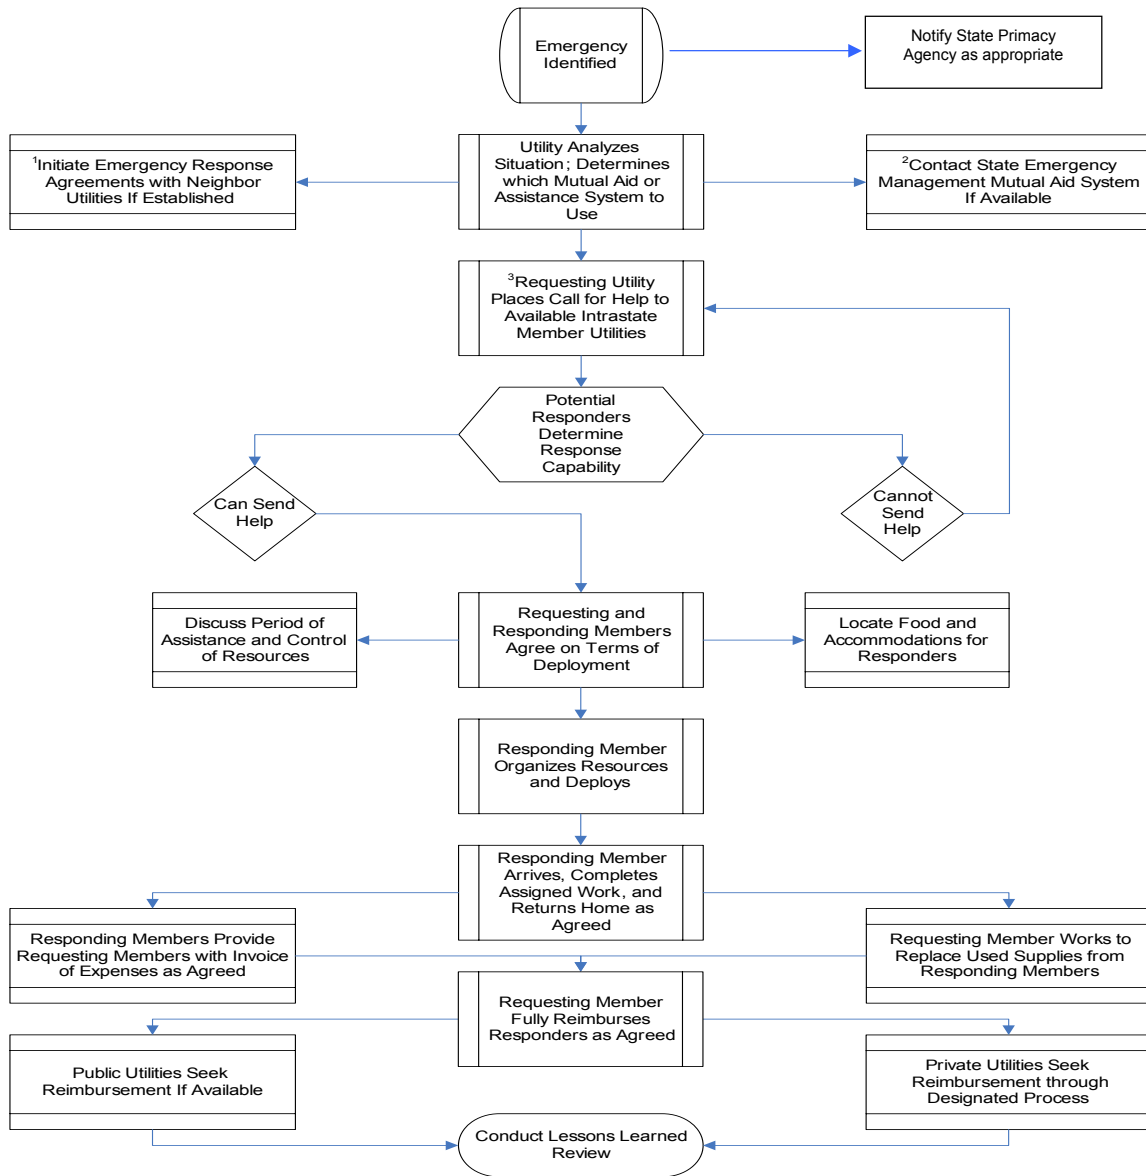 Emergency
Identified
Notify State Primacy
Agency as appropriate
¹Initiate Emergency Response
Agreements with Neighbor
Utilities If Established
Utility Analyzes
Situation; Determines
which Mutual Aid or
Assistance System to
Use
²Contact State Emergency
Management Mutual Aid System
If Available
³Requesting Utility
Places Call for Help to
Available Intrastate
Member Utilities
Potential
Responders
Determine
Response
Capability
Can Send
Help
Cannot
Send
Help
Discuss Period of
Assistance and Control
of Resources
Requesting and
Responding Members
Agree on Terms of
Deployment
Locate Food and
Accommodations for
Responders
Responding Member
Organizes Resources
and Deploys
Responding Member
Arrives, Completes
Assigned Work, and
Returns Home as
Agreed
Responding Members Provide
Requesting Members with Invoice
of Expenses as Agreed
Requesting Member Works to
Replace Used Supplies from
Responding Members
Requesting Member
Fully Reimburses
Responders as Agreed
Public Utilities Seek
Reimbursement If Available
Private Utilities Seek
Reimbursement through
Designated Process
Conduct Lessons Learned
Review